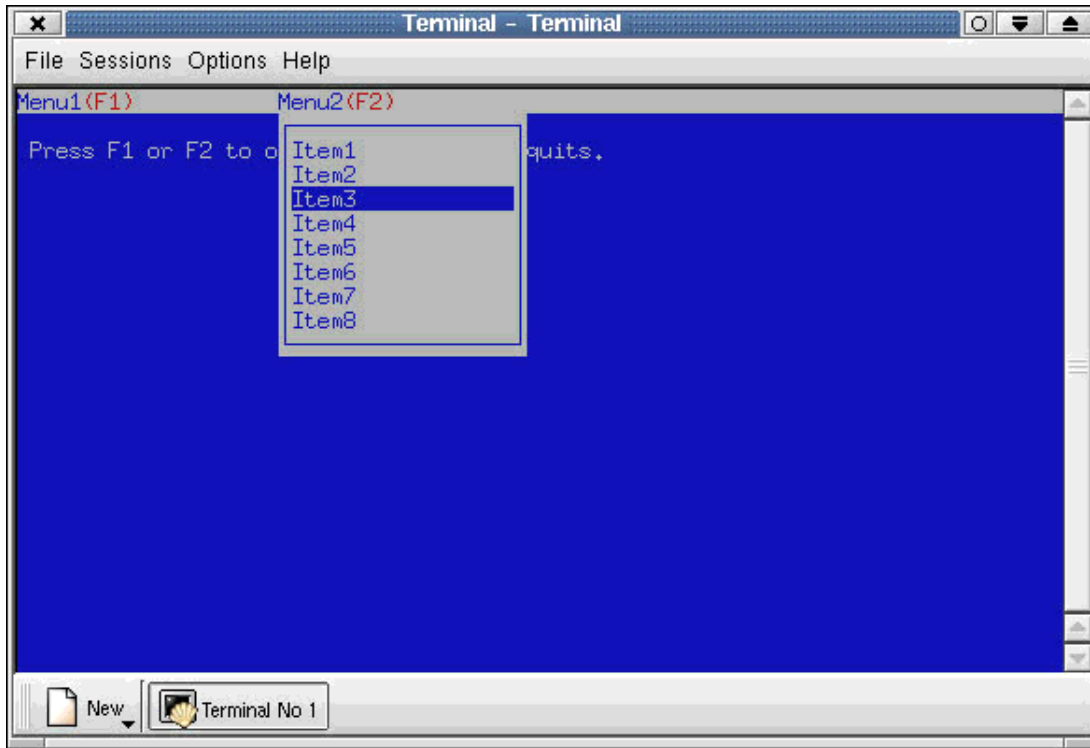 Terminal - Terminal
File Sessions Options Help
Menu1(F1) Menu2(F2)
Press F1 or F2 to o quits.
Item1
Item2
Item3
Item4
Item5
Item6
Item7
Item8
New Terminal No 1